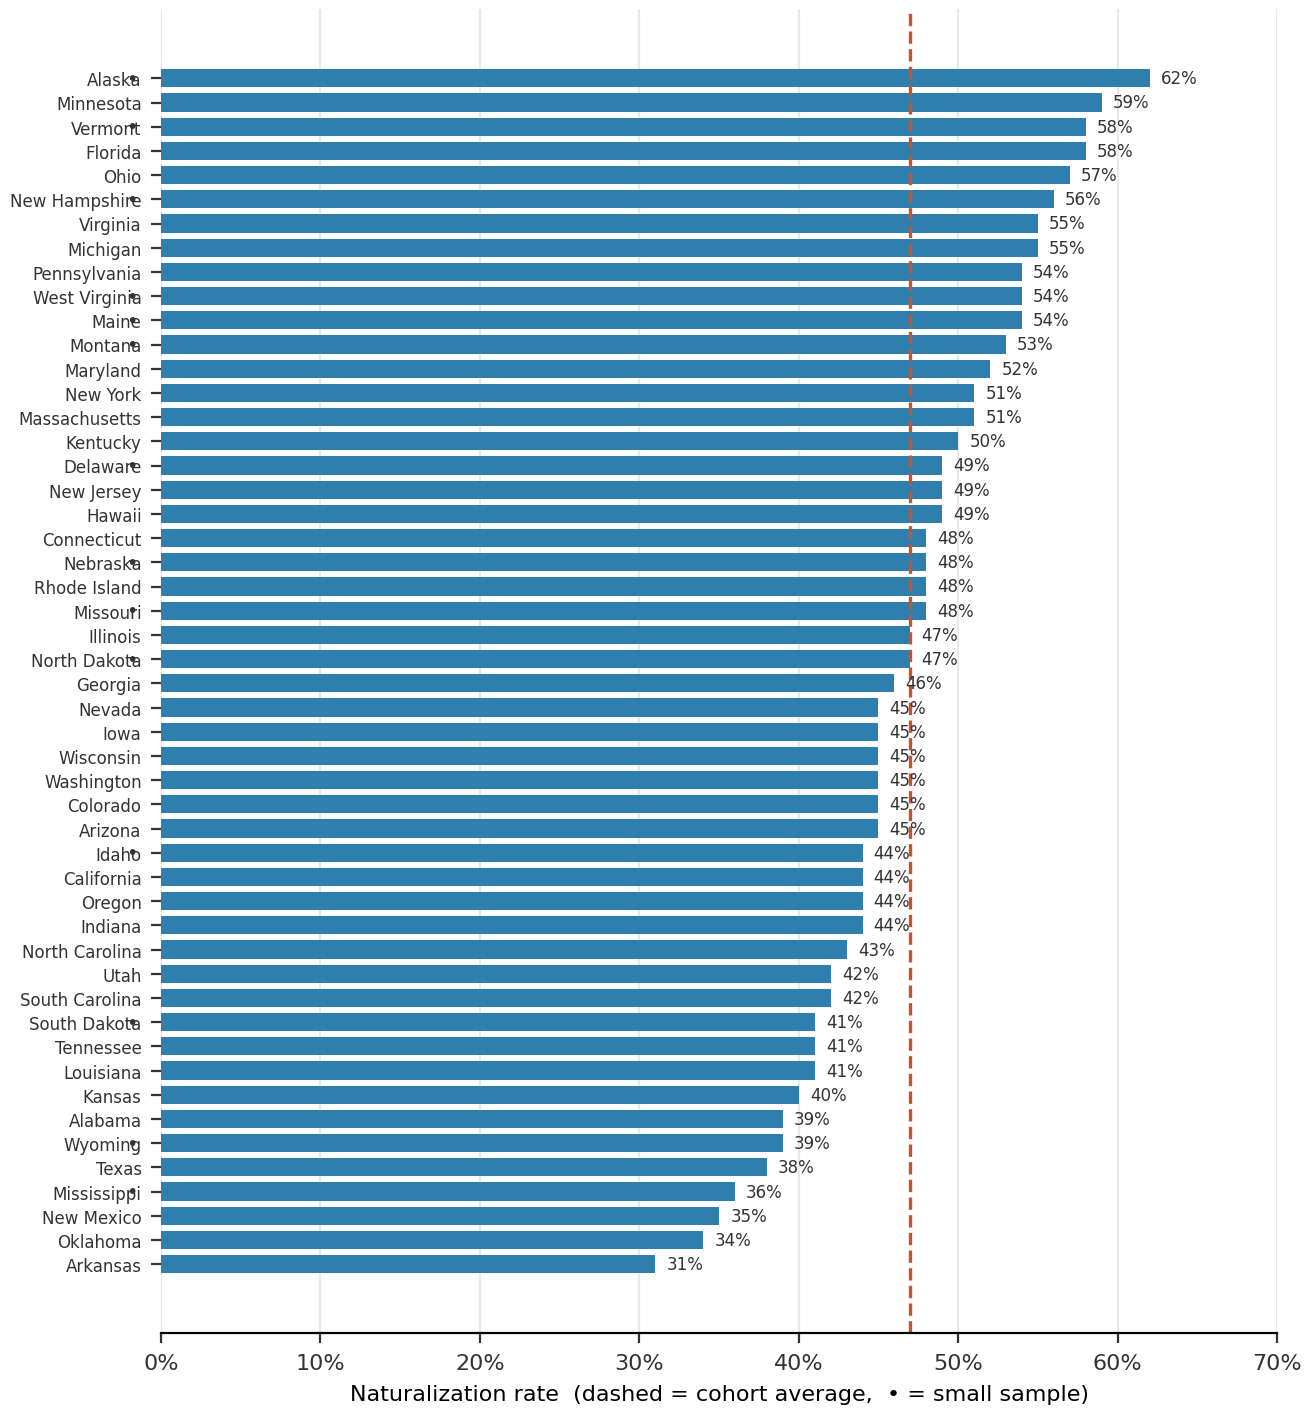 Alaska • 62%
Minnesota 59%
Vermont • 58%
Florida 58%
Ohio 57%
New Hampshire • 56%
Virginia 55%
Michigan 55%
Pennsylvania 54%
West Virginia • 54%
Maine • 54%
Montana • 53%
Maryland 52%
New York 51%
Massachusetts 51%
Kentucky 50%
Delaware • 49%
New Jersey 49%
Hawaii 49%
Connecticut 48%
Nebraska • 48%
Rhode Island 48%
Missouri • 48%
Illinois 47%
North Dakota • 47%
Georgia 46%
Nevada 45%
Iowa 45%
Wisconsin 45%
Washington 45%
Colorado 45%
Arizona 45%
Idaho • 44%
California 44%
Oregon 44%
Indiana 44%
North Carolina 43%
Utah 42%
South Carolina 42%
South Dakota • 41%
Tennessee 41%
Louisiana 41%
Kansas 40%
Alabama 39%
Wyoming • 39%
Texas 38%
Mississippi • 36%
New Mexico 35%
Oklahoma 34%
Arkansas 31%
0% 10% 20% 30% 40% 50% 60% 70%
Naturalization rate (dashed = cohort average, • = small sample)